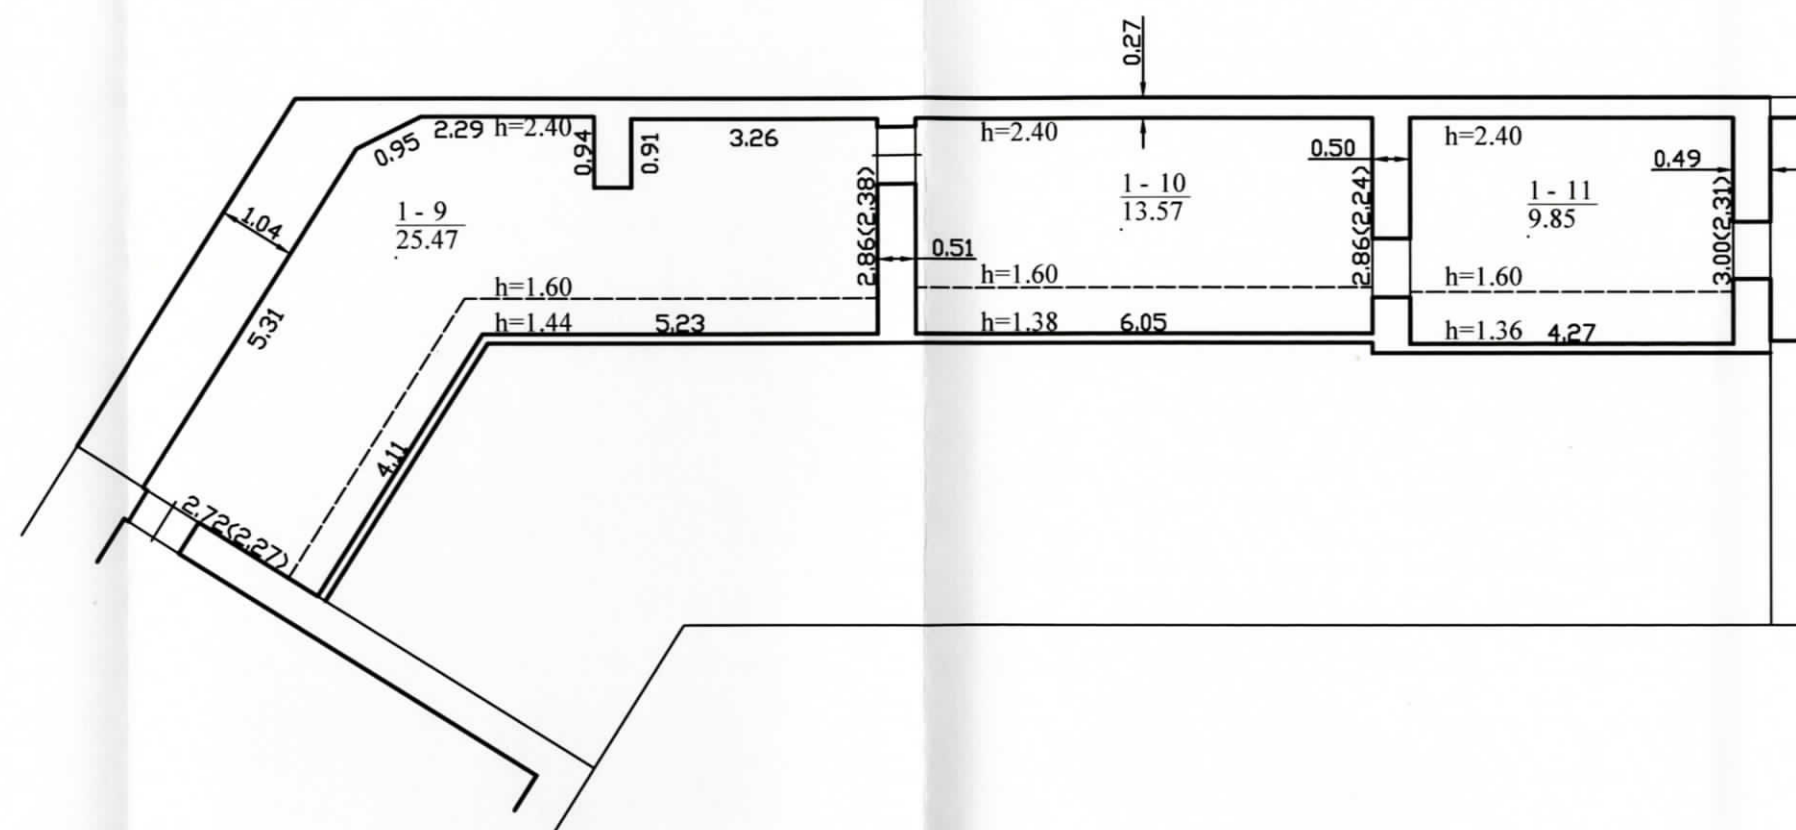 0.27
2.29 h=2.40
0.95
0.94
0.91
3.26
h=2.40
0.50
h=2.40
0.49
1 - 9
25.47
1.04
2.86(2.38)
1 - 10
13.57
2.86(2.24)
1 - 11
9.85
3.00(2.31)
0.51
h=1.60
h=1.60
h=1.60
5.31
h=1.44 5.23
h=1.38 6.05
h=1.36 4.27
4.11
2.72(2.27)